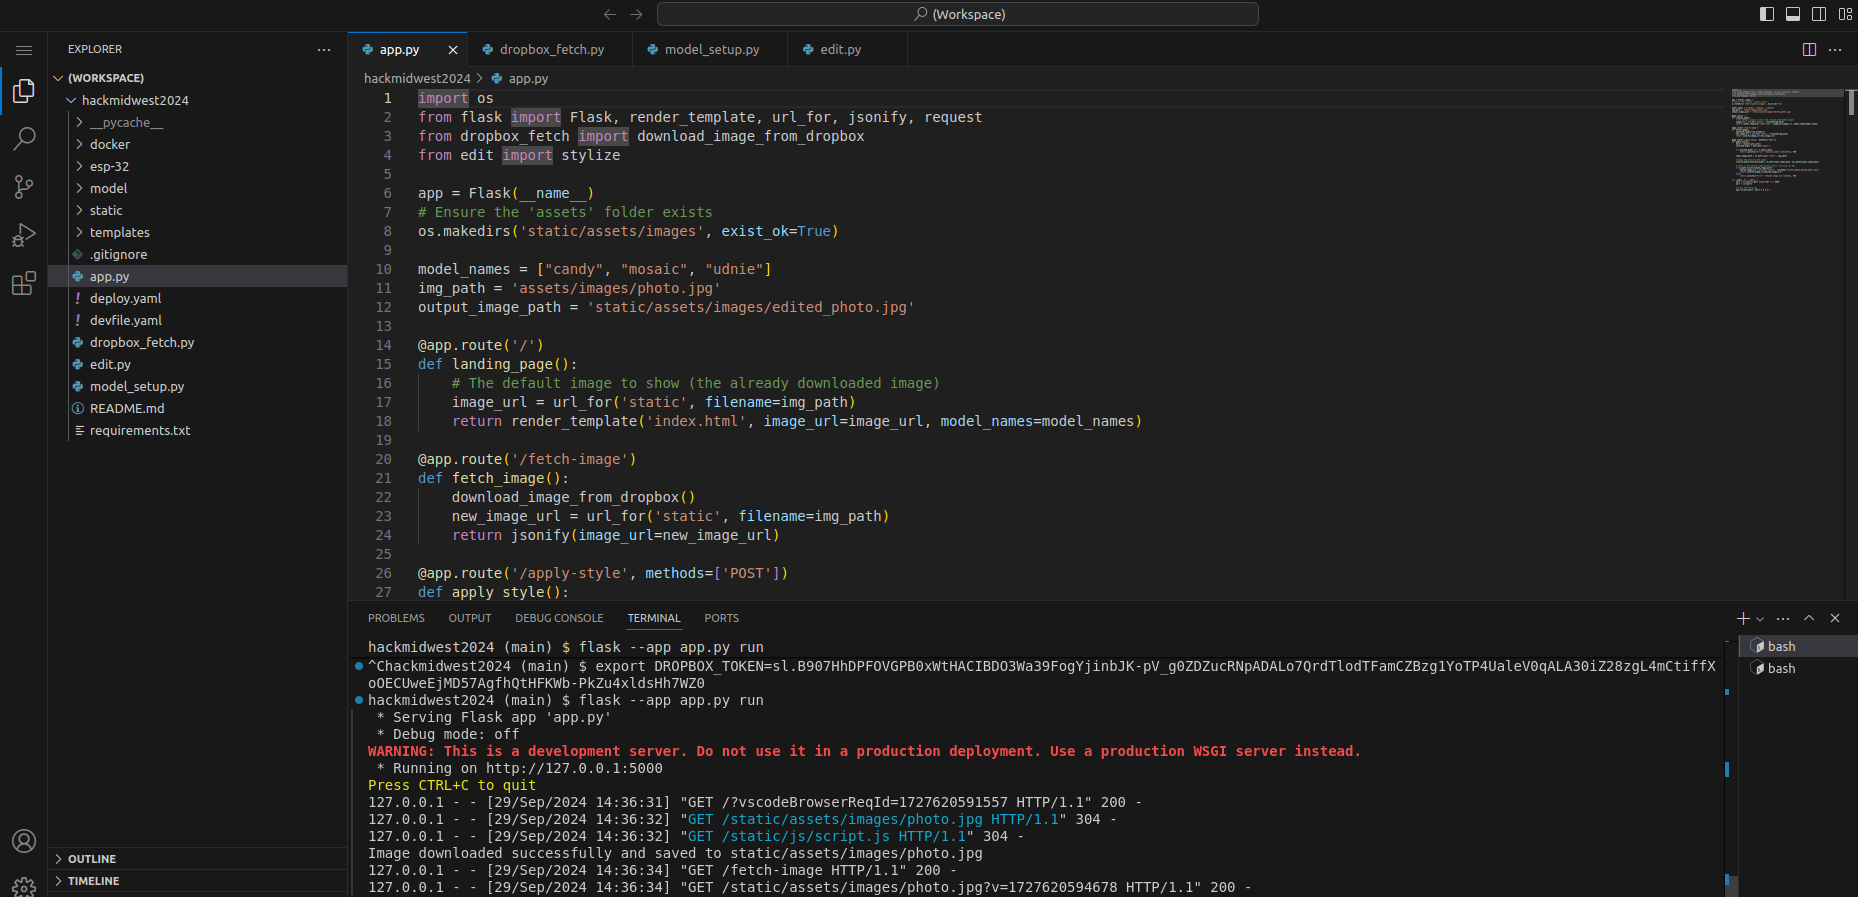 (Workspace)
EXPLORER
(WORKSPACE)
hackmidwest2024
__pycache__
docker
esp-32
model
static
templates
.gitignore
app.py
deploy.yaml
devfile.yaml
dropbox_fetch.py
edit.py
model_setup.py
README.md
requirements.txt
OUTLINE
TIMELINE
app.py dropbox_fetch.py model_setup.py edit.py
hackmidwest2024 > app.py
1 import os
2 from flask import Flask, render_template, url_for, jsonify, request
3 from dropbox_fetch import download_image_from_dropbox
4 from edit import stylize
5
6 app = Flask(__name__)
7 # Ensure the 'assets' folder exists
8 os.makedirs('static/assets/images', exist_ok=True)
9
10 model_names = ["candy", "mosaic", "udnie"]
11 img_path = 'assets/images/photo.jpg'
12 output_image_path = 'static/assets/images/edited_photo.jpg'
13
14 @app.route('/')
15 def landing_page():
16 # The default image to show (the already downloaded image)
17 image_url = url_for('static', filename=img_path)
18 return render_template('index.html', image_url=image_url, model_names=model_names)
19
20 @app.route('/fetch-image')
21 def fetch_image():
22 download_image_from_dropbox()
23 new_image_url = url_for('static', filename=img_path)
24 return jsonify(image_url=new_image_url)
25
26 @app.route('/apply-style', methods=['POST'])
27 def apply style():
PROBLEMS OUTPUT DEBUG CONSOLE TERMINAL PORTS
hackmidwest2024 (main) $ flask --app app.py run
^Chackmidwest2024 (main) $ export DROPBOX_TOKEN=sl.B907HhDPFOVGPB0xWtHACIBDO3Wa39FogYjinbJK-pV_g0ZDZucRNpADALo7QrdTlodTFamCZBzg1YoTP4UaleV0qALA30iZ28zgL4mCtiffX
oOECUweEjMD57AgfhQtHFKWb-PkZu4xldsHh7WZ0
hackmidwest2024 (main) $ flask --app app.py run
* Serving Flask app 'app.py'
* Debug mode: off
WARNING: This is a development server. Do not use it in a production deployment. Use a production WSGI server instead.
* Running on http://127.0.0.1:5000
Press CTRL+C to quit
127.0.0.1 - - [29/Sep/2024 14:36:31] "GET /?vscodeBrowserReqId=1727620591557 HTTP/1.1" 200 -
127.0.0.1 - - [29/Sep/2024 14:36:32] "GET /static/assets/images/photo.jpg HTTP/1.1" 304 -
127.0.0.1 - - [29/Sep/2024 14:36:32] "GET /static/js/script.js HTTP/1.1" 304 -
Image downloaded successfully and saved to static/assets/images/photo.jpg
127.0.0.1 - - [29/Sep/2024 14:36:34] "GET /fetch-image HTTP/1.1" 200 -
127.0.0.1 - - [29/Sep/2024 14:36:34] "GET /static/assets/images/photo.jpg?v=1727620594678 HTTP/1.1" 200 -
bash
bash